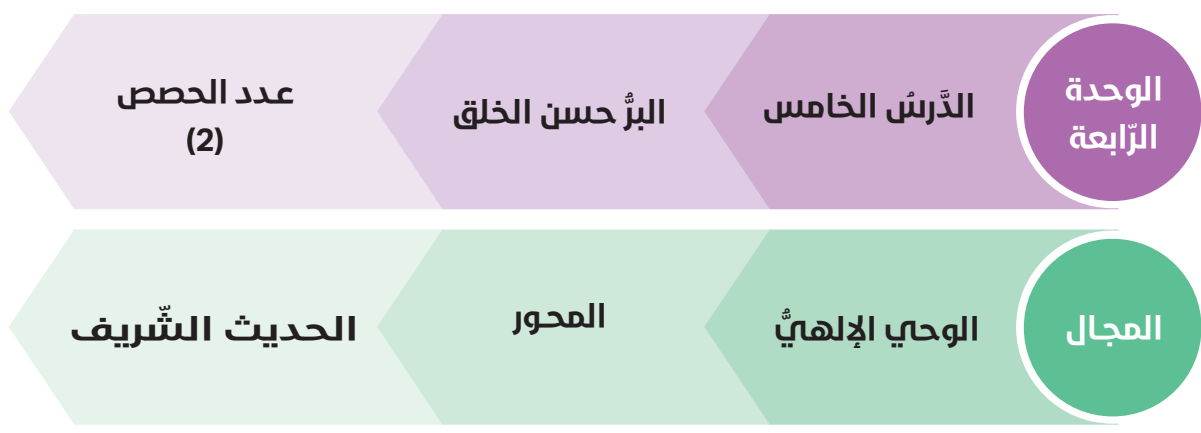 الوحدة
الرّابعة
الدَّرسُ الخامس
البرُّ حسن الخلق
عدد الحصص
(2)
المجال
الوحي الإلهيُّ
المحور
الحديث الشّريف